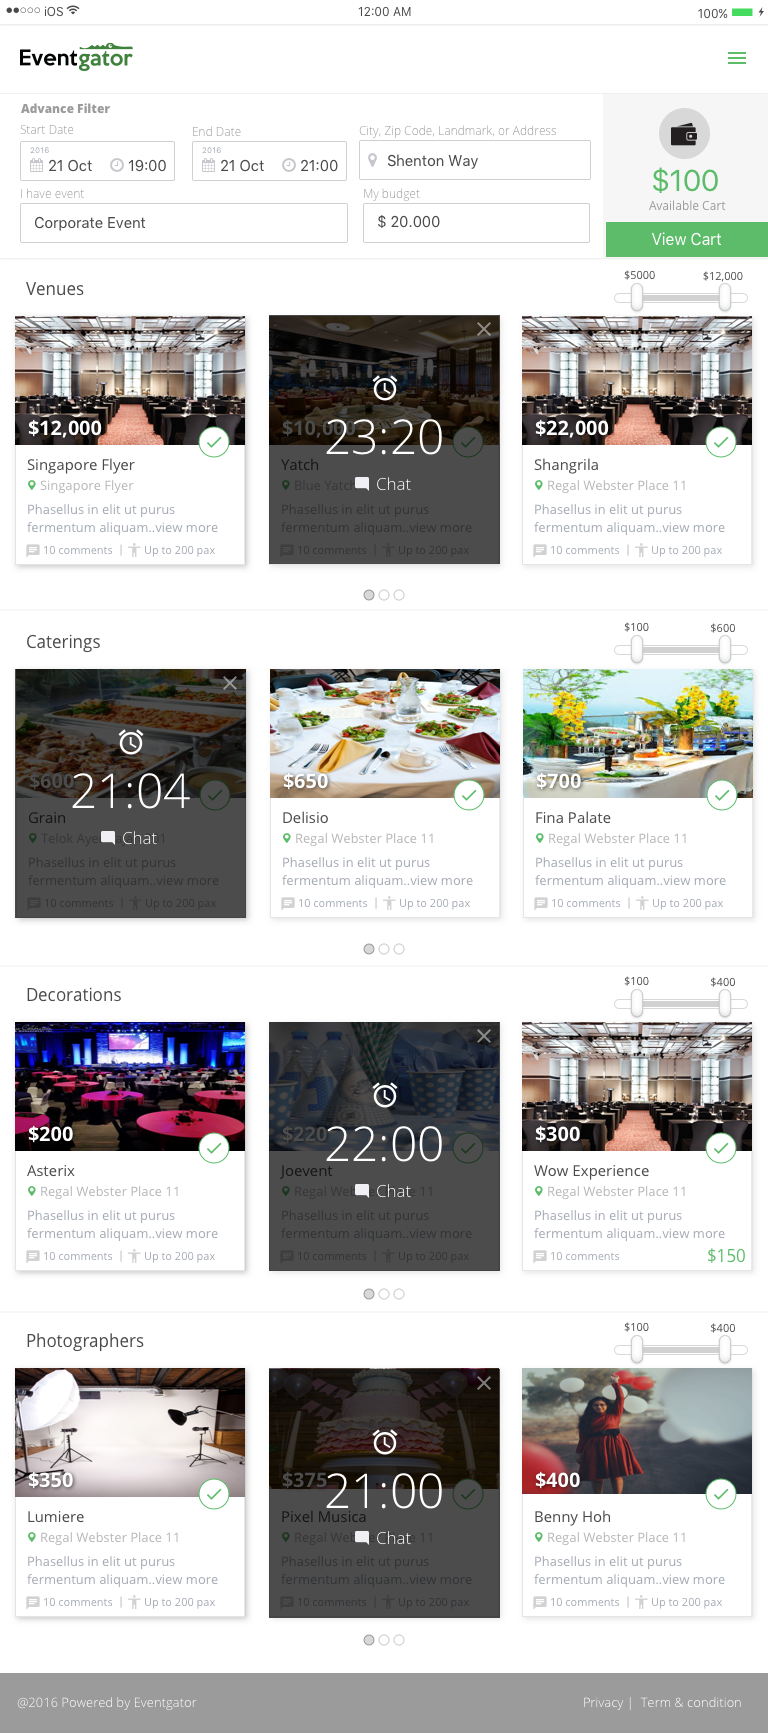 iOS
12:00 AM
100%
Eventgator
Advance Filter
Start Date
End Date
City, Zip Code, Landmark, or Address
2016
21 Oct
19:00
2016
21 Oct
21:00
Shenton Way
I have event
My budget
Corporate Event
$ 20.000
$100
Available Cart
View Cart
Venues
$5000
$12,000
$12,000
Singapore Flyer
Singapore Flyer
Phasellus in elit ut purus
fermentum aliquam..view more
10 comments | Up to 200 pax
$10,000
23:20
Yatch
Blue Yatch
Chat
Phasellus in elit ut purus
fermentum aliquam..view more
10 comments | Up to 200 pax
$22,000
Shangrila
Regal Webster Place 11
Phasellus in elit ut purus
fermentum aliquam..view more
10 comments | Up to 200 pax
Caterings
$100
$600
$600
21:04
Grain
Telok Aye
Chat
Phasellus in elit ut purus
fermentum aliquam..view more
10 comments | Up to 200 pax
$650
Delisio
Regal Webster Place 11
Phasellus in elit ut purus
fermentum aliquam..view more
10 comments | Up to 200 pax
$700
Fina Palate
Regal Webster Place 11
Phasellus in elit ut purus
fermentum aliquam..view more
10 comments | Up to 200 pax
Decorations
$100
$400
$200
Asterix
Regal Webster Place 11
Phasellus in elit ut purus
fermentum aliquam..view more
10 comments | Up to 200 pax
$220
22:00
Joevent
Regal We 11
Chat
Phasellus in elit ut purus
fermentum aliquam..view more
10 comments | Up to 200 pax
$300
Wow Experience
Regal Webster Place 11
Phasellus in elit ut purus
fermentum aliquam..view more
10 comments
$150
Photographers
$100
$400
$350
Lumiere
Regal Webster Place 11
Phasellus in elit ut purus
fermentum aliquam..view more
10 comments | Up to 200 pax
$375
21:00
Pixel Musica
Regal We 11
Chat
Phasellus in elit ut purus
fermentum aliquam..view more
10 comments | Up to 200 pax
$400
Benny Hoh
Regal Webster Place 11
Phasellus in elit ut purus
fermentum aliquam..view more
10 comments | Up to 200 pax
@2016 Powered by Eventgator
Privacy | Term & condition